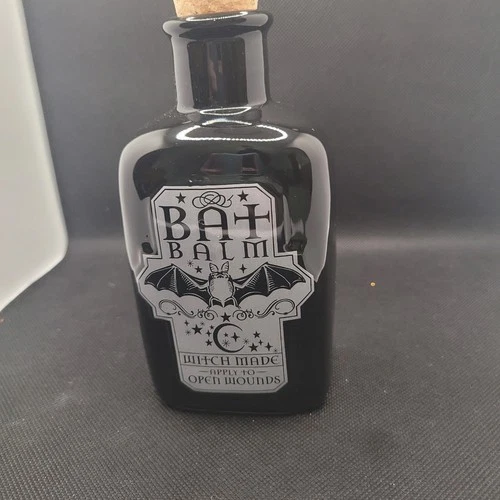 BAT
BALM
WITCH MADE
—APPLY TO—
OPEN WOUNDS